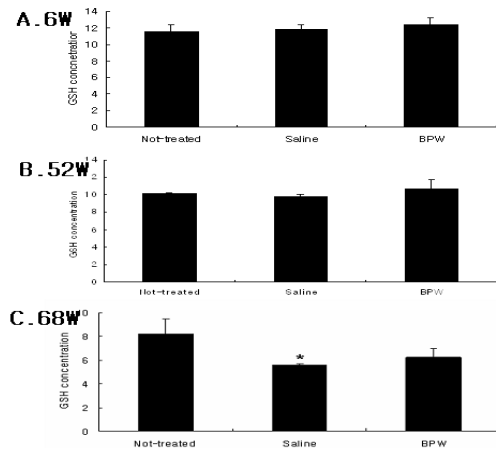 A.6W
GSH concnetration
14
12
10
8
6
4
2
0
Not-treated Saline BPW
B.52W
GSH concentration
14
12
10
8
6
4
2
0
Not-treated Saline BPW
C.68W
GSH concentration
10
8
6
4
2
0
*
Not-treated Saline BPW